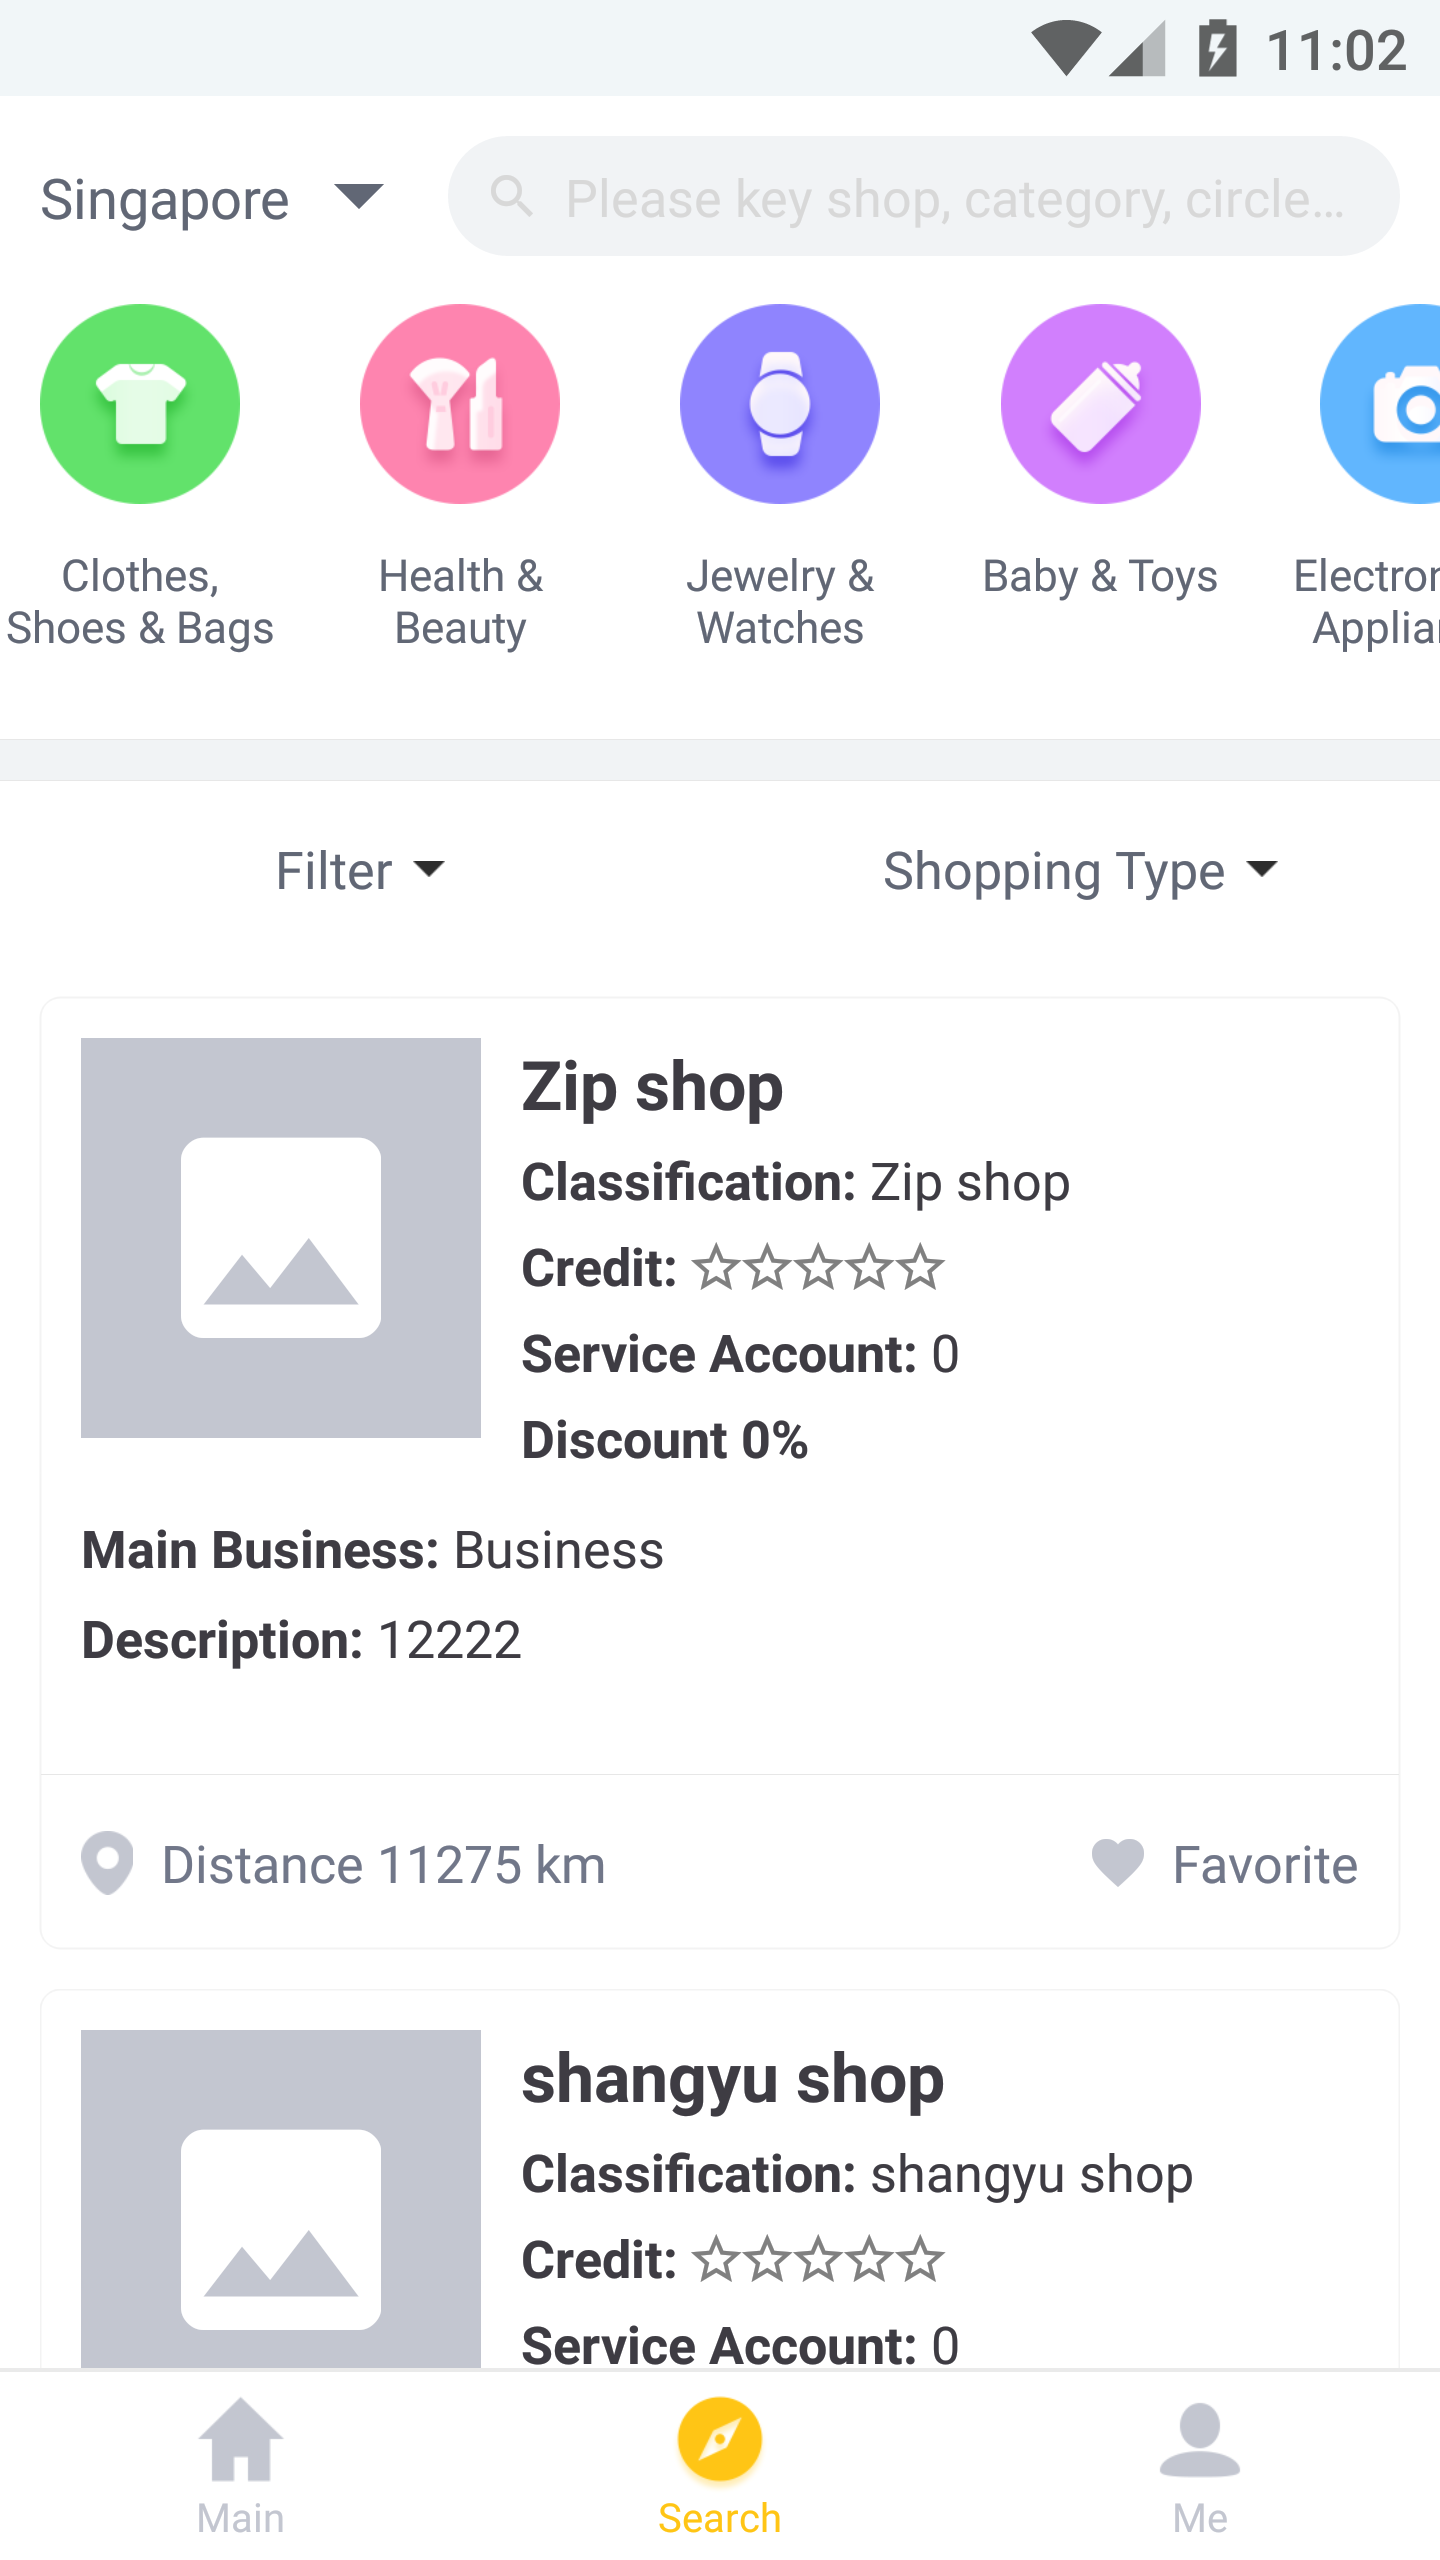 11:02
Singapore
Please key shop, category, circle...
Clothes,
Shoes & Bags
Health &
Beauty
Jewelry &
Watches
Baby & Toys
Electron
Applian
Filter
Shopping Type
Zip shop
Classification: Zip shop
Credit:
Service Account: 0
Discount 0%
Main Business: Business
Description: 12222
Distance 11275 km
Favorite
shangyu shop
Classification: shangyu shop
Credit:
Service Account: 0
Main
Search
Me